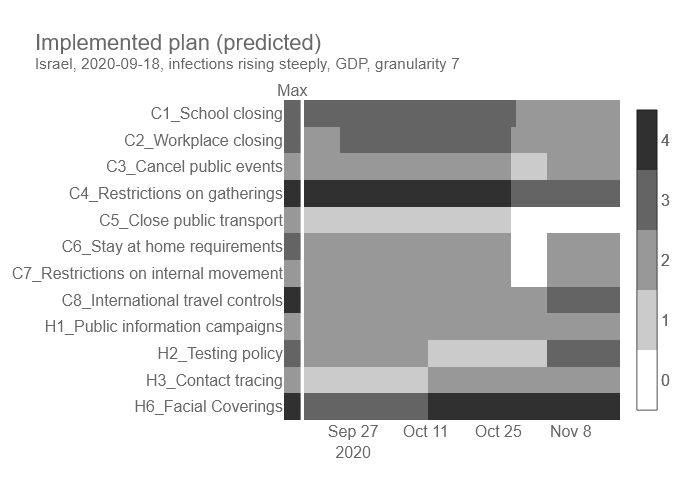 Implemented plan (predicted)
Israel, 2020-09-18, infections rising steeply, GDP, granularity 7
Max
C1_School closing
C2_Workplace closing
C3_Cancel public events
C4_Restrictions on gatherings
C5_Close public transport
C6_Stay at home requirements
C7_Restrictions on internal movement
C8_International travel controls
H1_Public information campaigns
H2_Testing policy
H3_Contact tracing
H6_Facial Coverings
Sep 27 Oct 11 Oct 25 Nov 8
2020
4
3
2
1
0